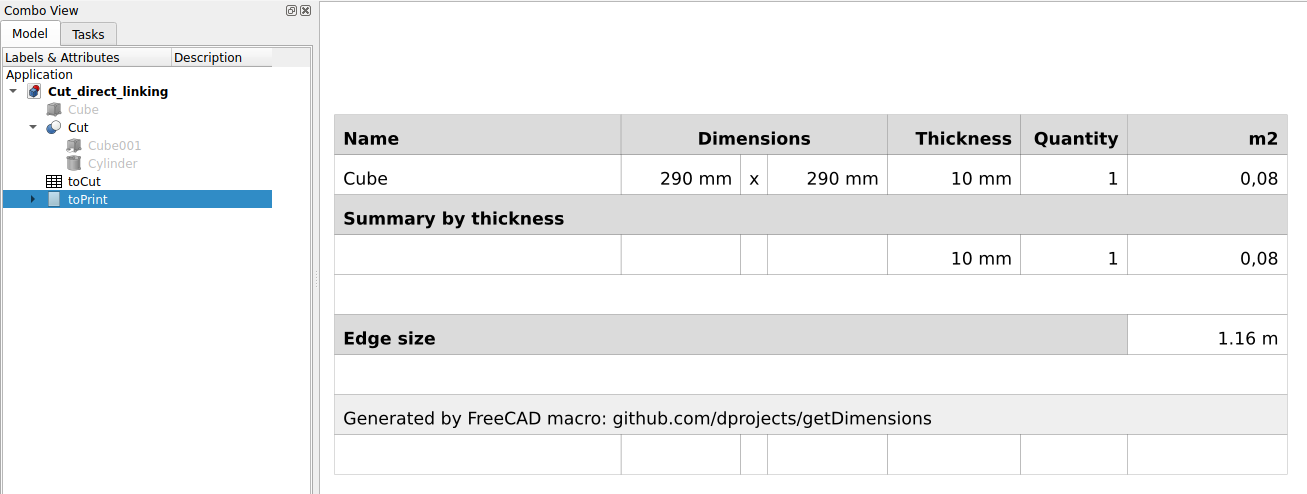 Combo View
Model Tasks
Labels & Attributes Description
Application
Cut_direct_linking
Cube
Cut
Cube001
Cylinder
toCut
toPrint
Name Dimensions Thickness Quantity m2
Cube 290 mm x 290 mm 10 mm 1 0,08
Summary by thickness
10 mm 1 0,08
Edge size 1.16 m
Generated by FreeCAD macro: github.com/dprojects/getDimensions